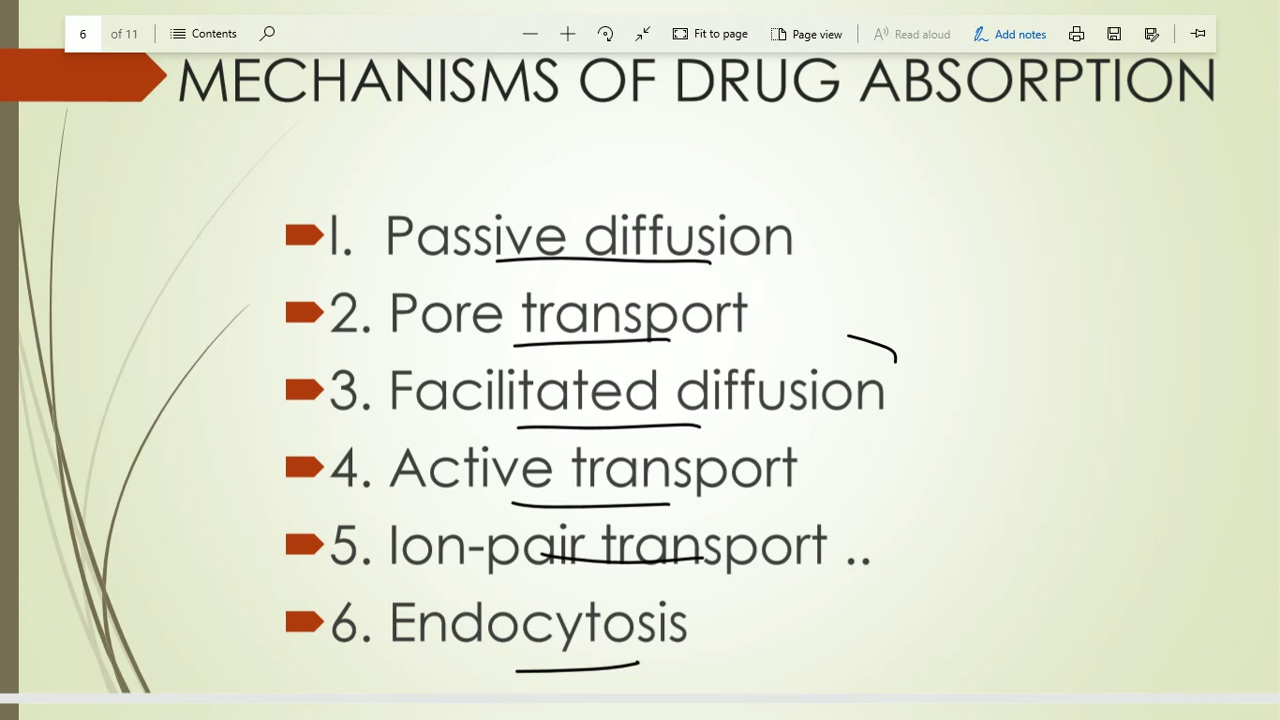 6 of 11 Contents Fit to page Page view Read aloud Add notes
MECHANISMS OF DRUG ABSORPTION
l. Passive diffusion
2. Pore transport
3. Facilitated diffusion
4. Active transport
5. Ion-pair transport ..
6. Endocytosis